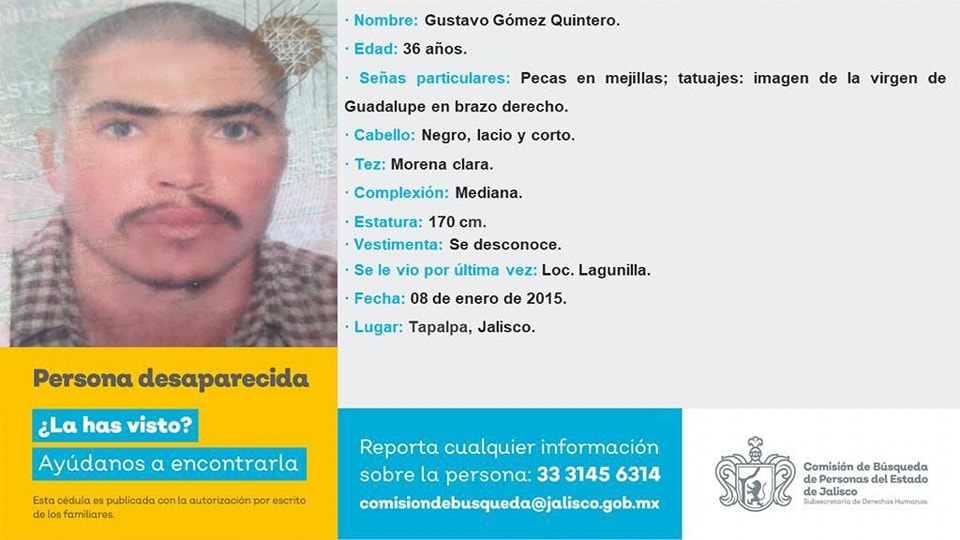 · Nombre: Gustavo Gómez Quintero.
· Edad: 36 años.
· Señas particulares: Pecas en mejillas; tatuajes: imagen de la virgen de
Guadalupe en brazo derecho.
· Cabello: Negro, lacio y corto.
· Tez: Morena clara.
· Complexión: Mediana.
· Estatura: 170 cm.
· Vestimenta: Se desconoce.
· Se le vio por última vez: Loc. Lagunilla.
· Fecha: 08 de enero de 2015.
· Lugar: Tapalpa, Jalisco.
Persona desaparecida
¿La has visto?
Ayúdanos a encontrarla
Esta cédula es publicada con la autorización por escrito
de los familiares.
Reporta cualquier información
sobre la persona: 33 3145 6314
comisiondebusqueda@jalisco.gob.mx
Comisión de Búsqueda
de Personas del Estado
de Jalisco
Subsecretaría de Derechos Humanos